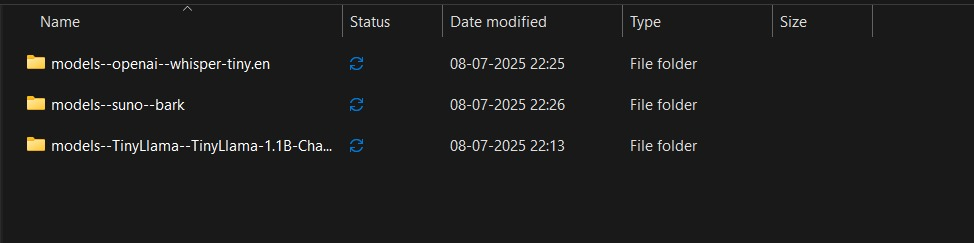 Name Status Date modified Type Size
models--openai--whisper-tiny.en 08-07-2025 22:25 File folder
models--suno--bark 08-07-2025 22:26 File folder
models--TinyLlama--TinyLlama-1.1B-Cha... 08-07-2025 22:13 File folder